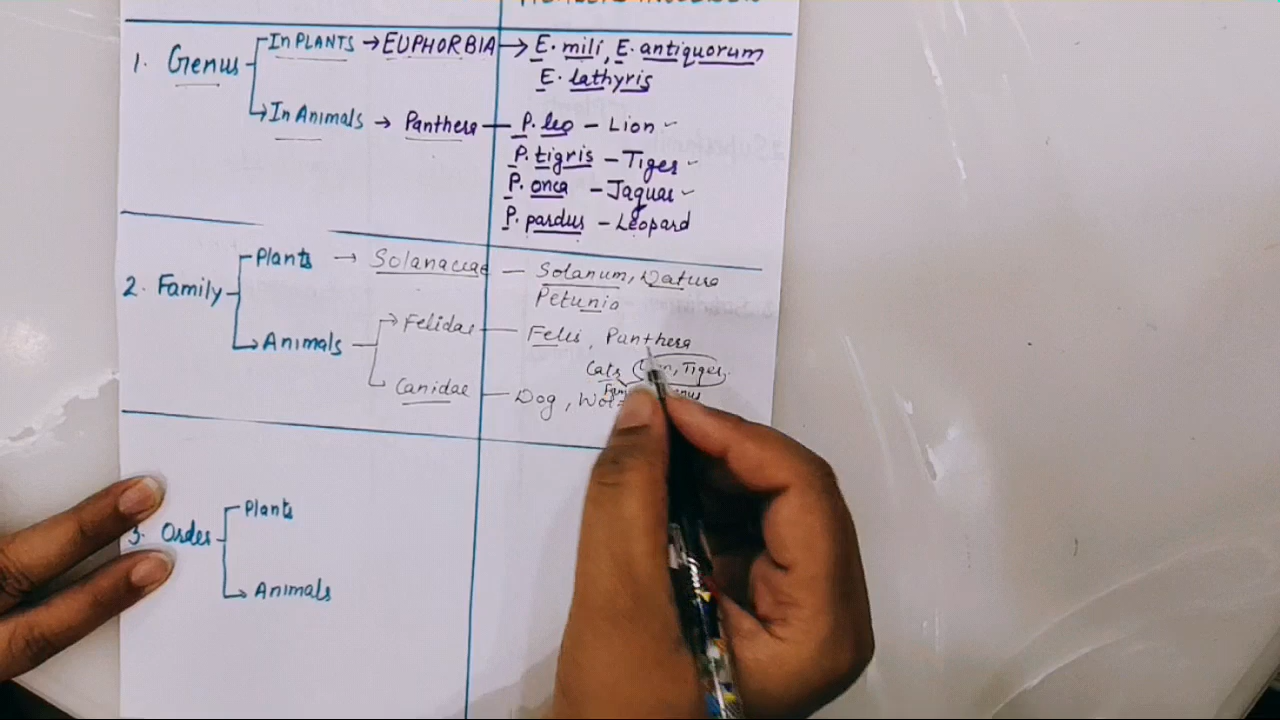 1. Genus
In PLANTS → EUPHORBIA → E. mili, E. antiquorum
E. lathyris
In Animals → Panthera — P. leo – Lion
P. tigris – Tiger
P. onca – Jaguar
P. pardus – Leopard
2. Family
Plants → Solanaceae — Solanum, Datura
Petunia
Animals
Felidae — Felis, Panthera
Cats Tiger
Canidae — Dog,
3. Order
Plants
Animals